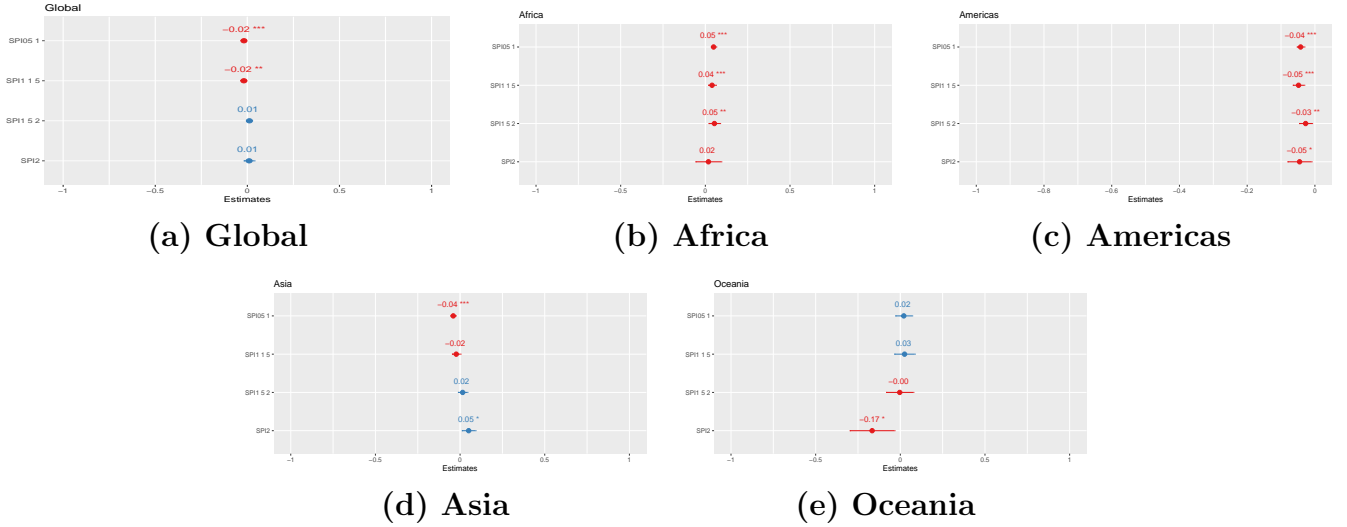 Global
SPI05 1
−0.02 ***
SPI1 1 5
−0.02 **
SPI1 5 2
0.01
SPI2
0.01
−1
−0.5
0
0.5
1
Estimates
(a) Global
Africa
SPI05 1
0.05 ***
SPI1 1 5
0.04 ***
SPI1 5 2
0.05 **
SPI2
0.02
−1
−0.5
0
0.5
1
Estimates
(b) Africa
Americas
SPI05 1
−0.04 ***
SPI1 1 5
−0.05 ***
SPI1 5 2
−0.03 **
SPI2
−0.05 *
−1
−0.8
−0.6
−0.4
−0.2
0
Estimates
(c) Americas
Asia
SPI05 1
−0.04 ***
SPI1 1 5
−0.02
SPI1 5 2
0.02
SPI2
0.05 *
−1
−0.5
0
0.5
1
Estimates
(d) Asia
Oceania
SPI05 1
0.02
SPI1 1 5
0.03
SPI1 5 2
−0.00
SPI2
−0.17 *
−1
−0.5
0
0.5
1
Estimates
(e) Oceania